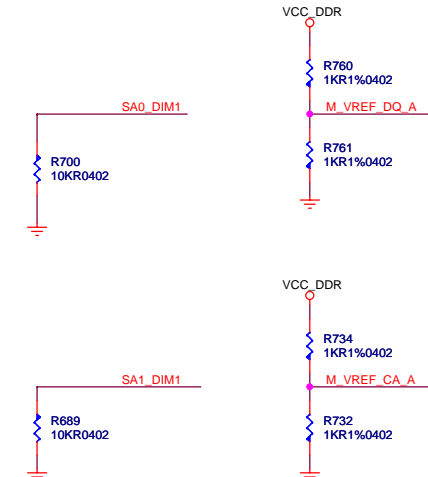 VCC_DDR
R760
1KR1%0402
SA0_DIM1
M_VREF_DQ_A
R700
10KR0402
R761
1KR1%0402
VCC_DDR
R734
1KR1%0402
SA1_DIM1
M_VREF_CA_A
R689
10KR0402
R732
1KR1%0402